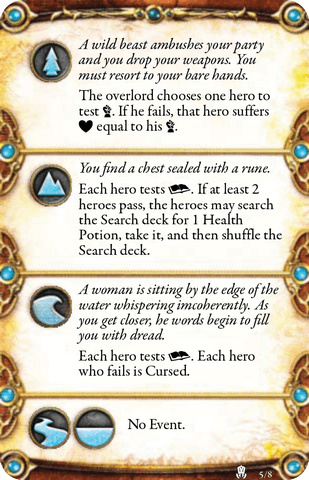 A wild beast ambushes your party
and you drop your weapons. You
must resort to your bare hands.
The overlord chooses one hero to
test . If he fails, that hero suffers
equal to his .
You find a chest sealed with a rune.
Each hero tests . If at least 2
heroes pass, the heroes may search
the Search deck for 1 Health
Potion, take it, and then shuffle the
Search deck.
A woman is sitting by the edge of the
water whispering imcoherently. As
you get closer, he words begin to fill
you with dread.
Each hero tests . Each hero
who fails is Cursed.
No Event.
5/8